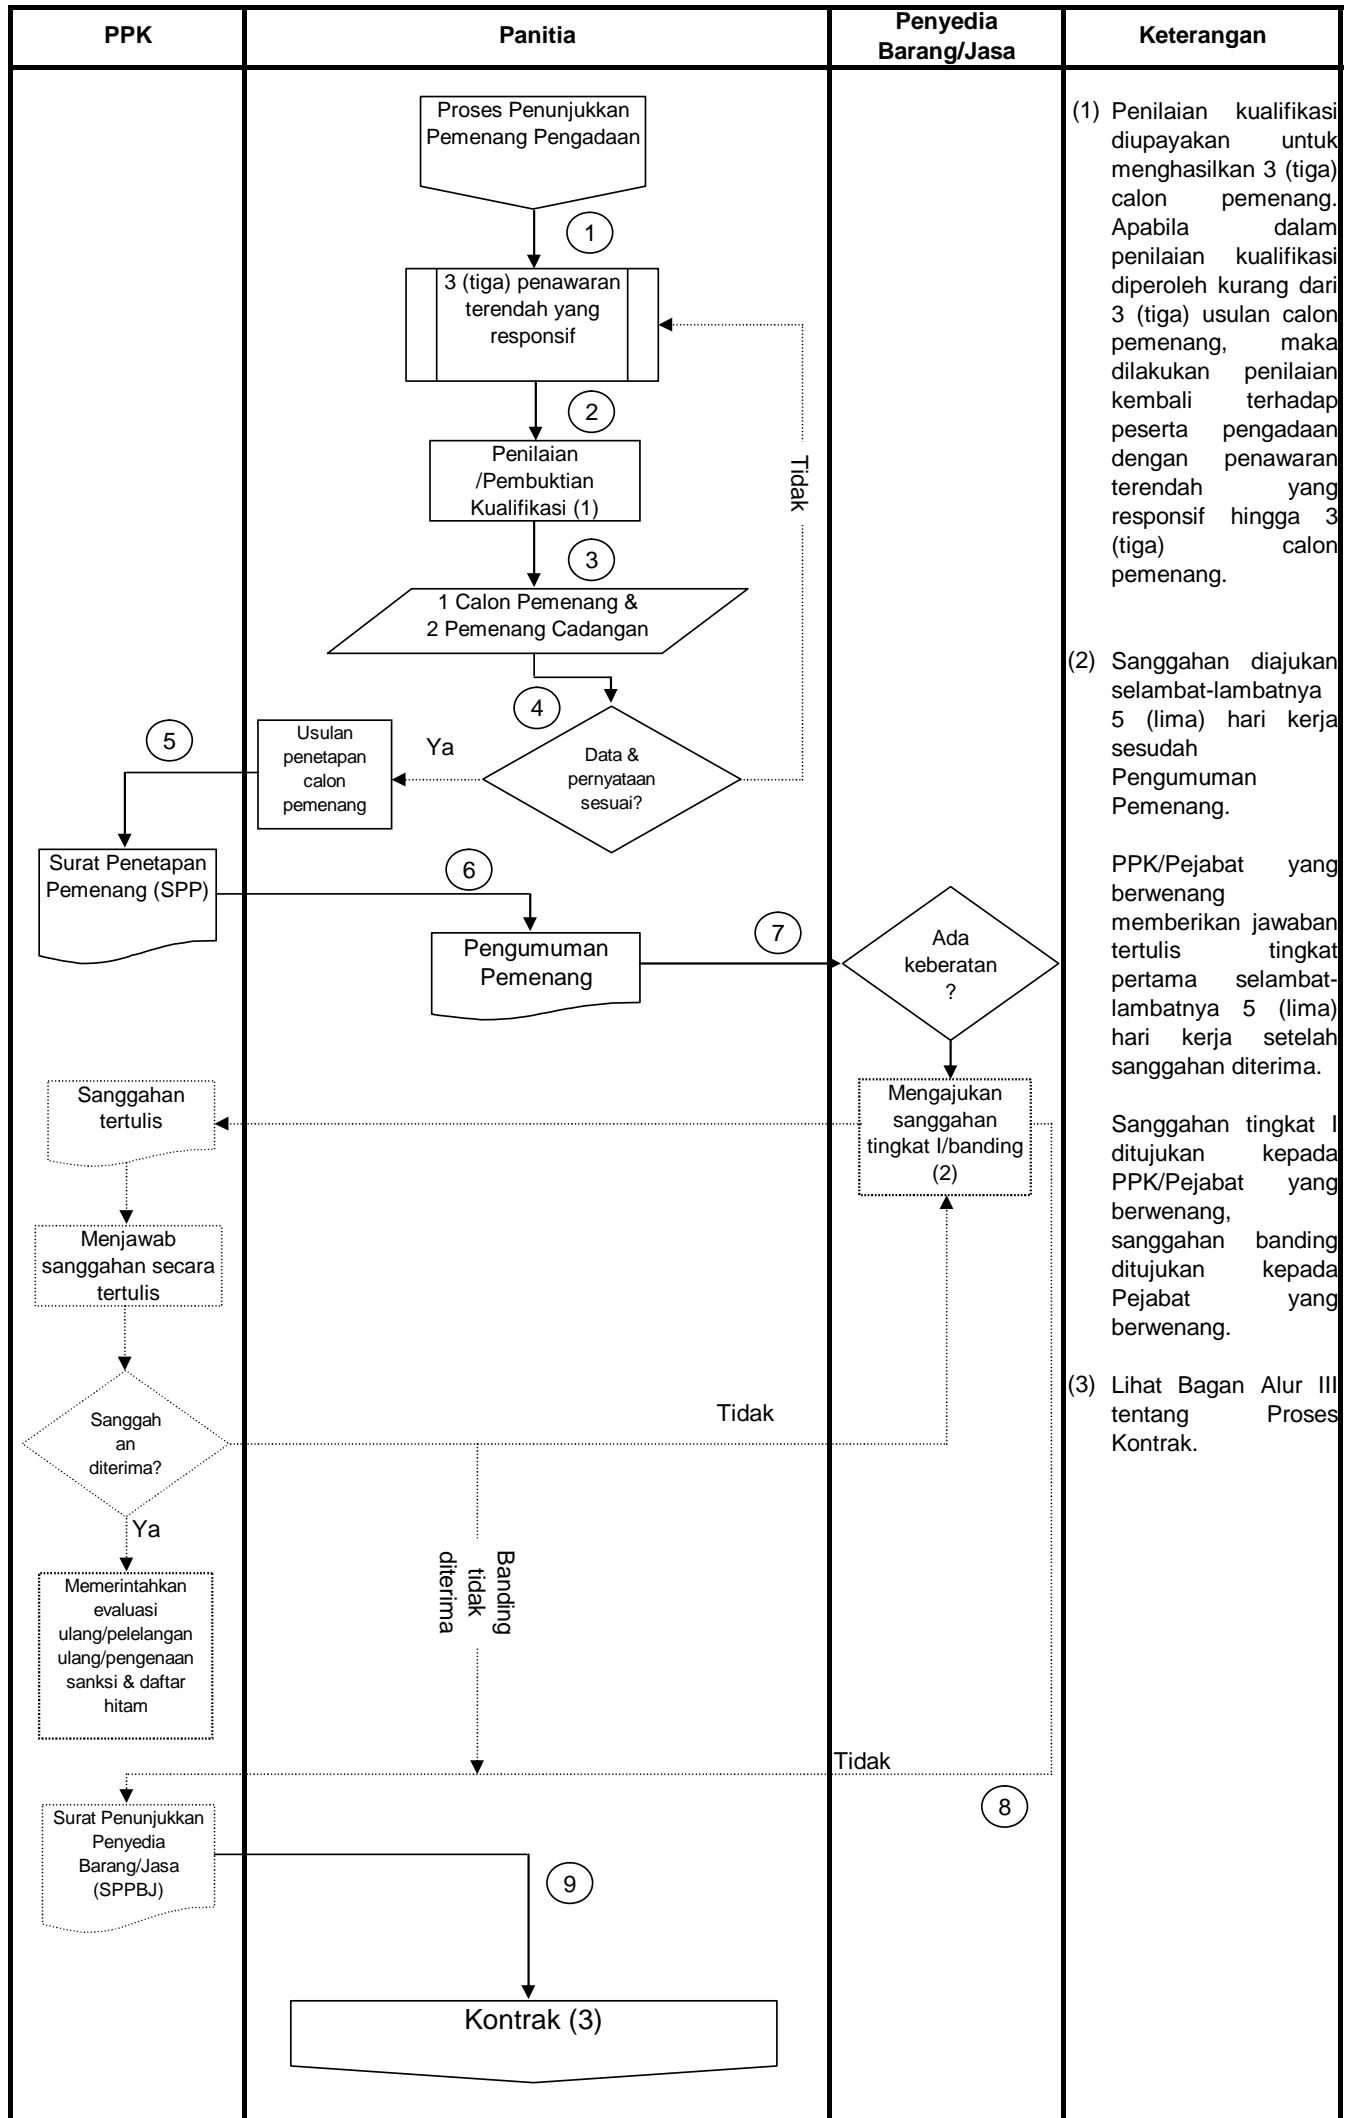 PPK
Panitia
Penyedia
Barang/Jasa
Keterangan
Proses Penunjukkan
Pemenang Pengadaan
1
3 (tiga) penawaran
terendah yang
responsif
2
Penilaian
/Pembuktian
Kualifikasi (1)
Tidak
3
1 Calon Pemenang &
2 Pemenang Cadangan
4
Data &
pernyataan
sesuai?
Ya
Usulan
penetapan
calon
pemenang
5
Surat Penetapan
Pemenang (SPP)
6
Pengumuman
Pemenang
7
Ada
keberatan
?
Mengajukan
sanggahan
tingkat I/banding
(2)
Sanggahan
tertulis
Menjawab
sanggahan secara
tertulis
Sanggah
an
diterima?
Tidak
Ya
Banding
tidak
diterima
Memerintahkan
evaluasi
ulang/pelelangan
ulang/pengenaan
sanksi & daftar
hitam
Tidak
8
Surat Penunjukkan
Penyedia
Barang/Jasa
(SPPBJ)
9
Kontrak (3)
(1) Penilaian kualifikasi
diupayakan untuk
menghasilkan 3 (tiga)
calon pemenang.
Apabila dalam
penilaian kualifikasi
diperoleh kurang dari
3 (tiga) usulan calon
pemenang, maka
dilakukan penilaian
kembali terhadap
peserta pengadaan
dengan penawaran
terendah yang
responsif hingga 3
(tiga) calon
pemenang.
(2) Sanggahan diajukan
selambat-lambatnya
5 (lima) hari kerja
sesudah
Pengumuman
Pemenang.
PPK/Pejabat yang
berwenang
memberikan jawaban
tertulis tingkat
pertama selambat-
lambatnya 5 (lima)
hari kerja setelah
sanggahan diterima.
Sanggahan tingkat I
ditujukan kepada
PPK/Pejabat yang
berwenang,
sanggahan banding
ditujukan kepada
Pejabat yang
berwenang.
(3) Lihat Bagan Alur III
tentang Proses
Kontrak.